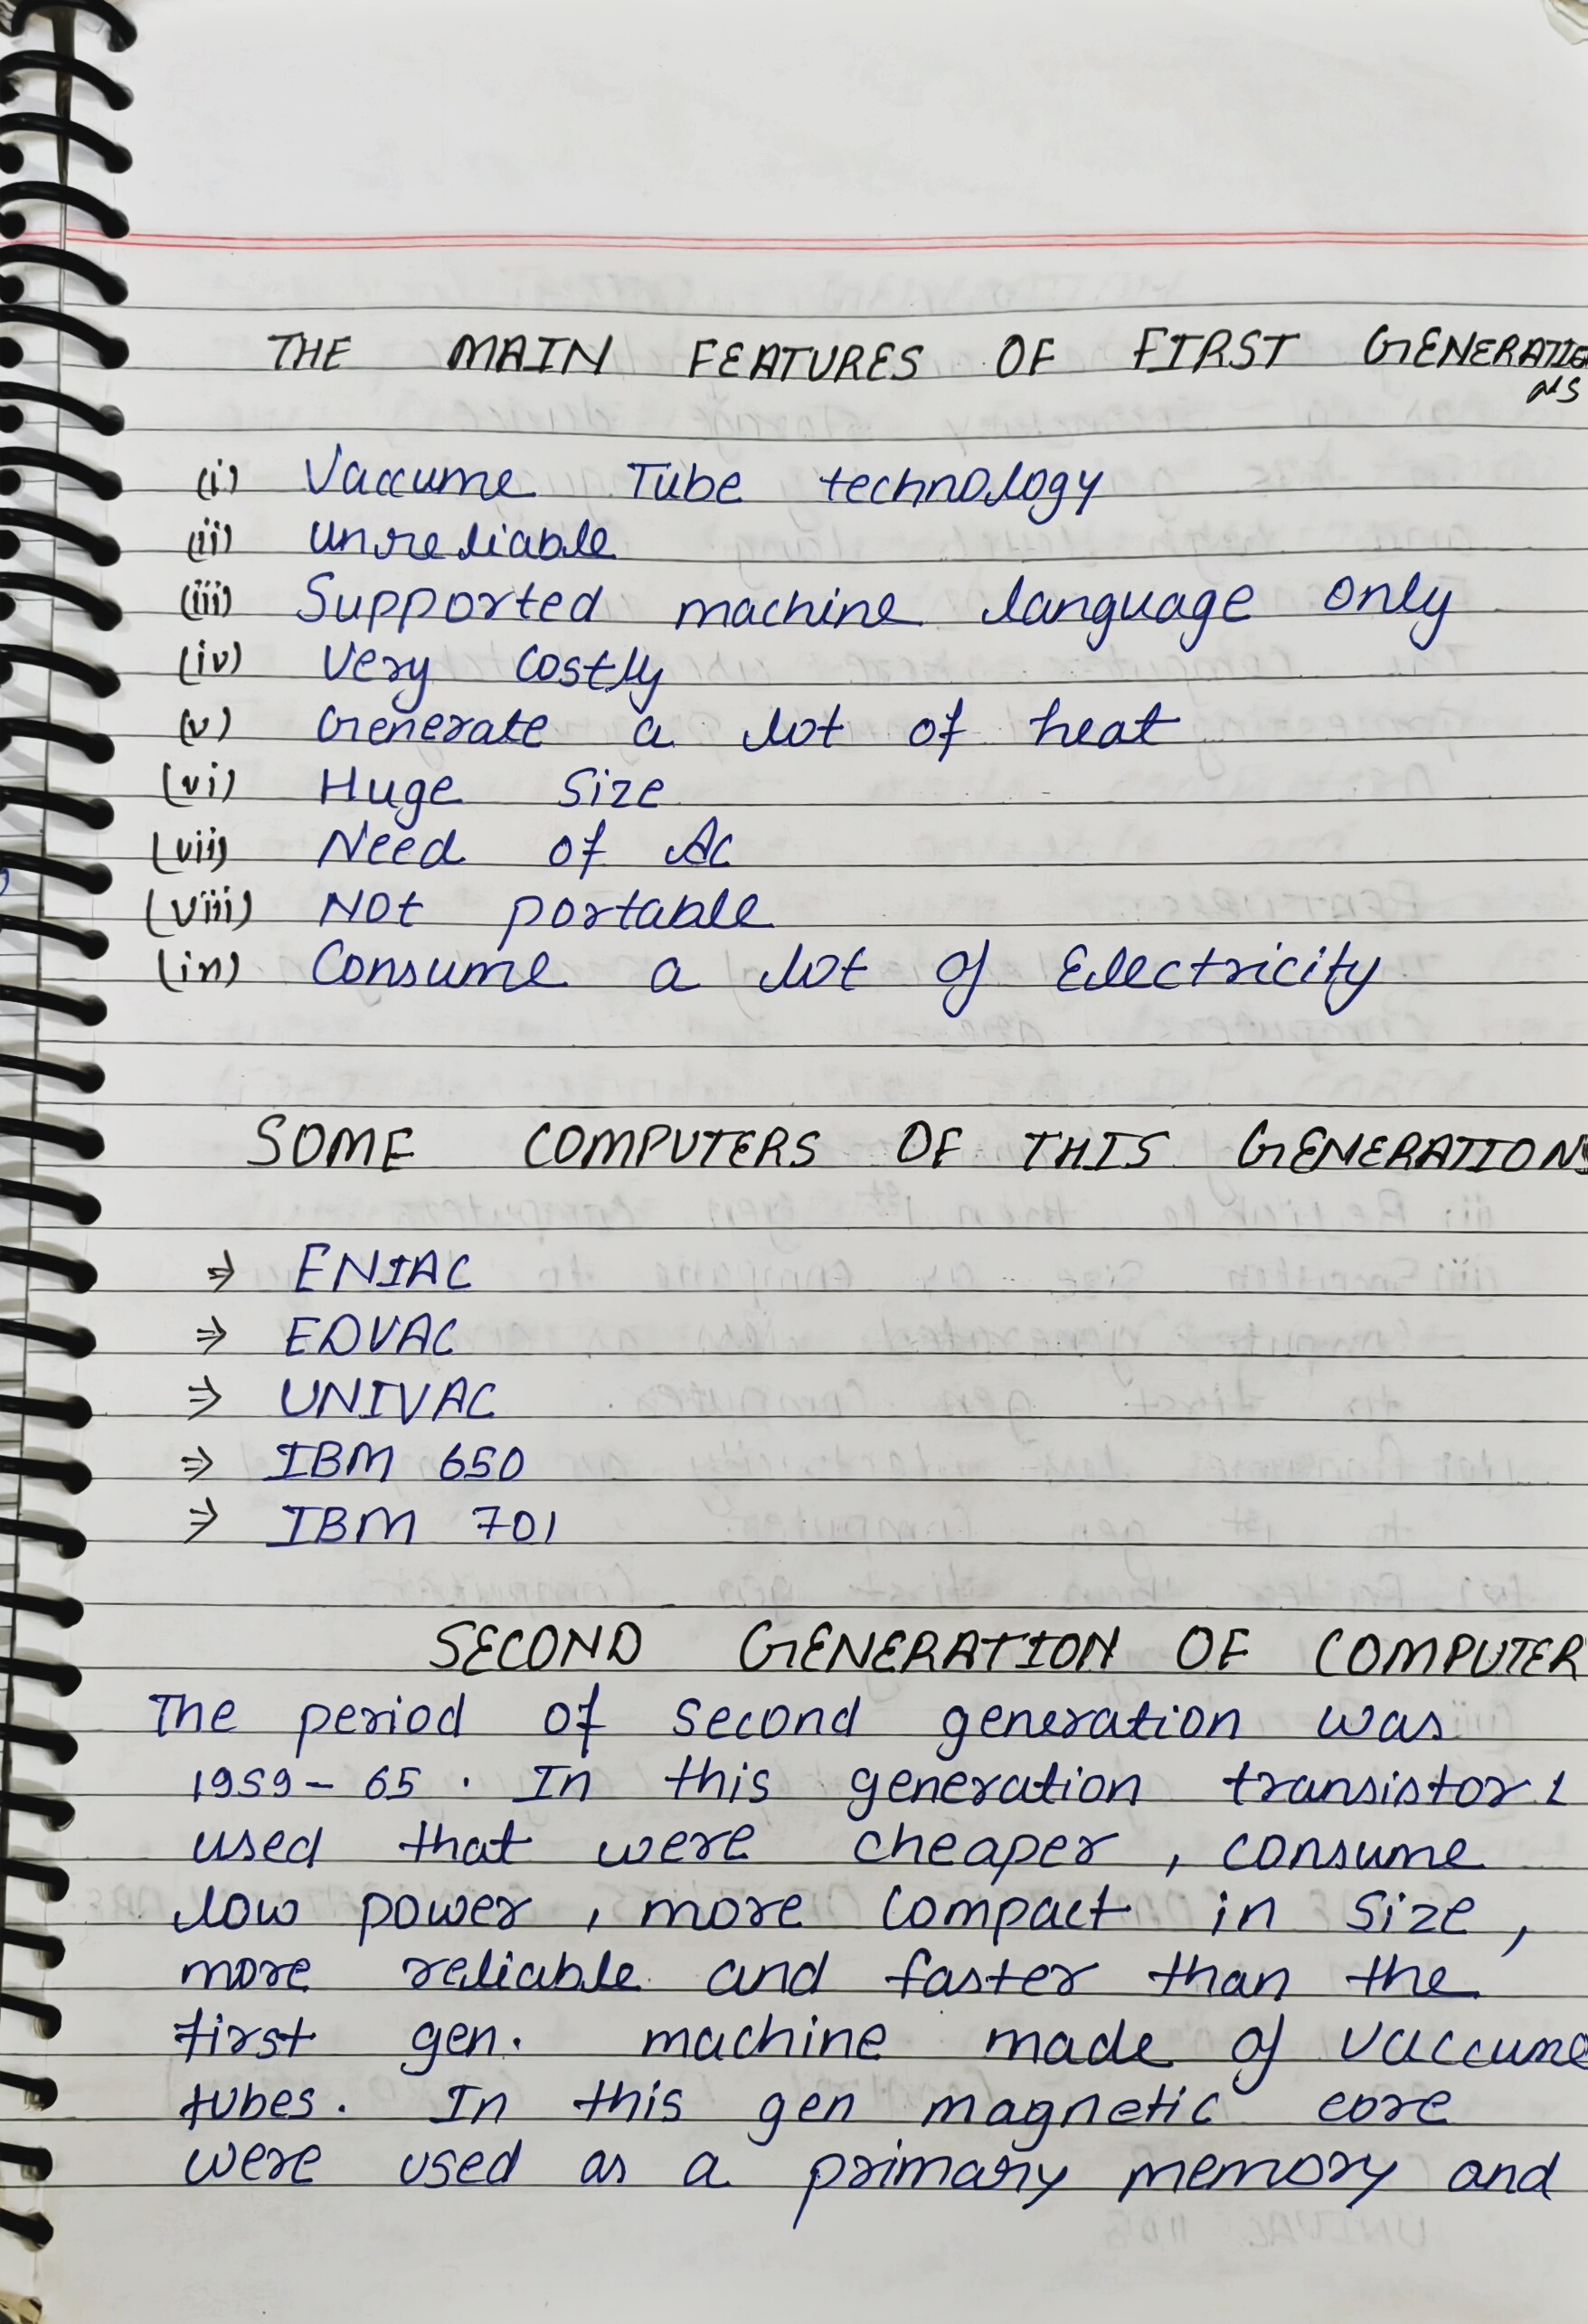 THE MAIN FEATURES OF FIRST GENERATIO
NS
(i) Vaccume Tube technology
(ii) unreliable
(iii) Supported machine language only
(iv) Very costly
(v) Generate a lot of heat
(vi) Huge Size
(vii) Need of Ac
(viii) Not portable
(ix) Consume a lot of Electricity
SOME COMPUTERS OF THIS GENERATIONS
⇒ ENIAC
⇒ EDVAC
⇒ UNIVAC
⇒ IBM 650
⇒ IBM 701
SECOND GENERATION OF COMPUTER
The period of second generation was
1959-65. In this generation transistor
used that were cheaper, consume
low power, more compact in size,
more reliable and faster than the
first gen. machine made of vaccume
tubes. In this gen magnetic core
were used as a primary memory and